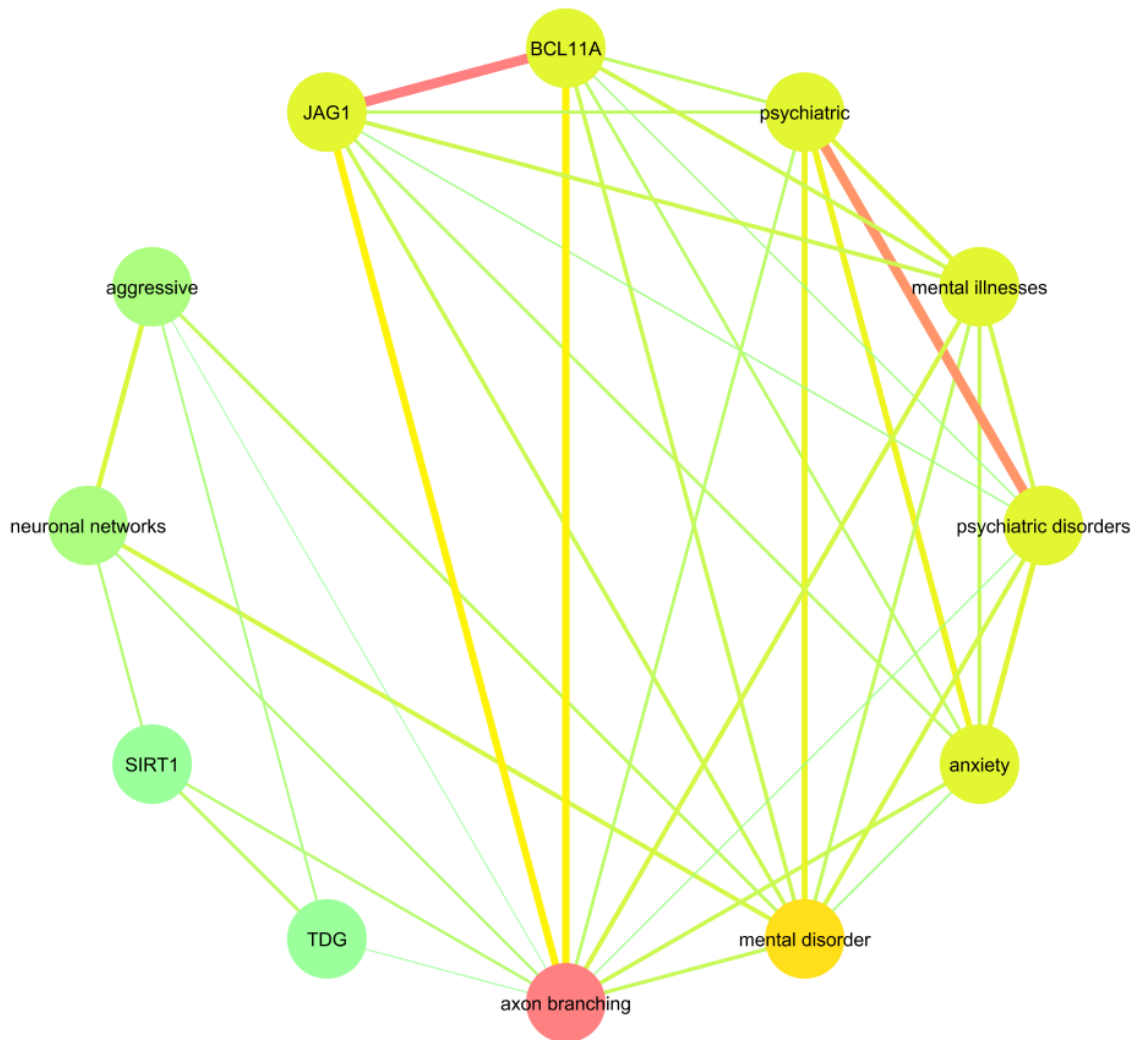 BCL11A
JAG1
psychiatric
aggressive
mental illnesses
neuronal networks
psychiatric disorders
SIRT1
anxiety
TDG
mental disorder
axon branching